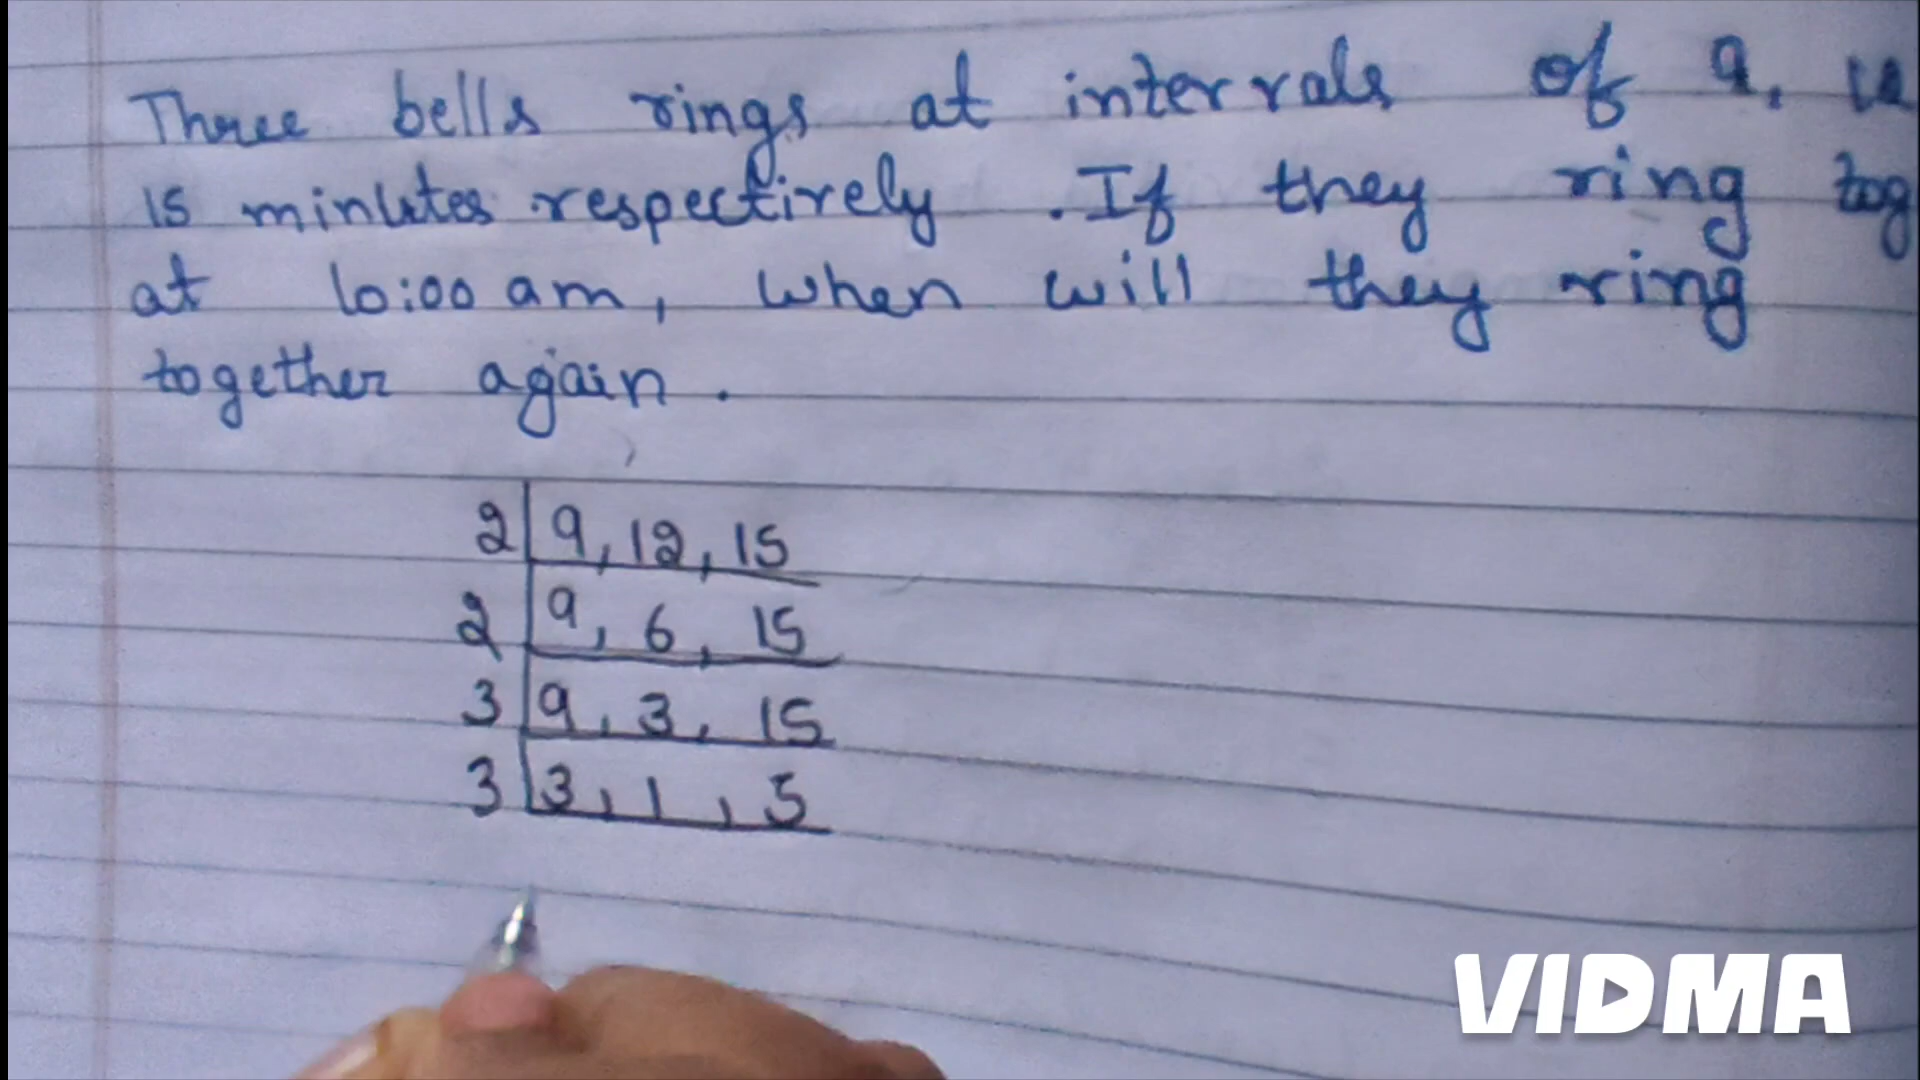 Three bells rings at intervals of 9,
15 minutes respectively . If they ring
at 10:00 am, when will they ring
together again .
2 9, 12, 15
2 9, 6, 15
3 9, 3, 15
3 3, 1, 5
VIDMA